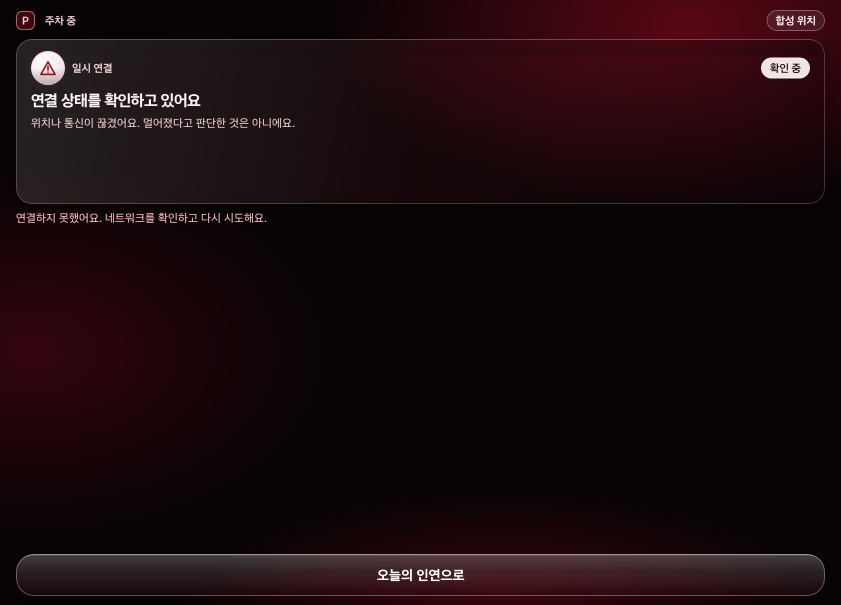 P 주차 중
합성 위치
일시 연결
확인 중
연결 상태를 확인하고 있어요
위치나 통신이 끊겼어요. 멀어졌다고 판단한 것은 아니에요.
연결하지 못했어요. 네트워크를 확인하고 다시 시도해요.
오늘의 인연으로